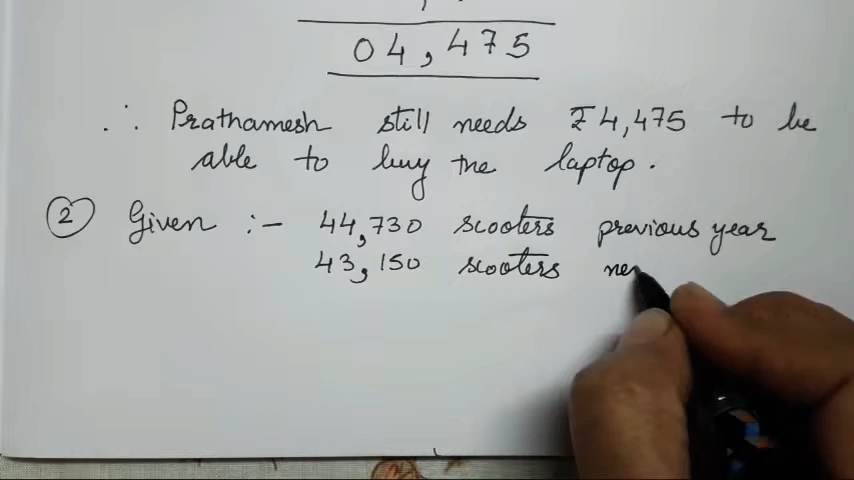 04,475
∴ Prathamesh still needs ₹4,475 to be
able to buy the laptop.
2 Given :- 44,730 scooters previous year
43,150 scooters ne